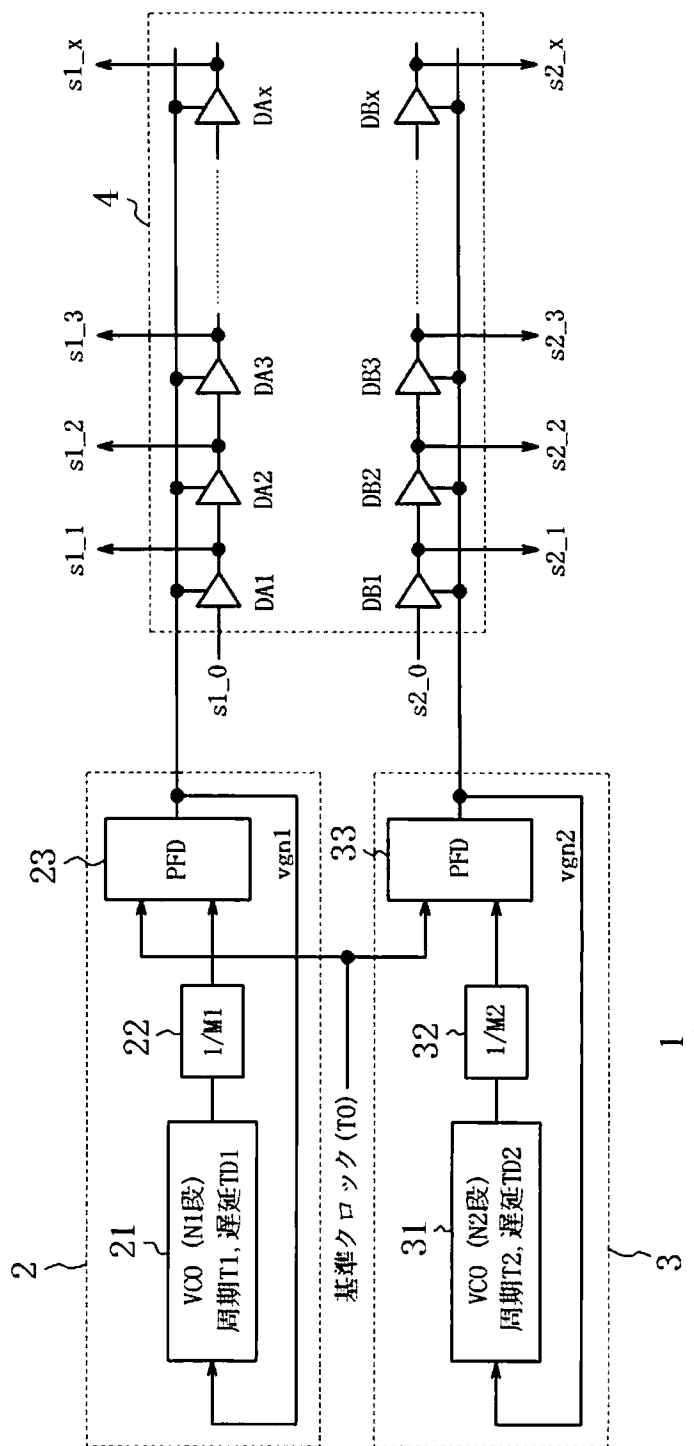 2
21
VCO (N1段)
周期T1, 遅延TD1
22
1/M1
23
PFD
vgn1
基準クロック(T0)
3
31
VCO (N2段)
周期T2, 遅延TD2
32
1/M2
33
PFD
vgn2
4
s1_0
s1_1
s1_2
s1_3
s1_x
DA1
DA2
DA3
DAx
s2_0
DB1
DB2
DB3
DBx
s2_1
s2_2
s2_3
s2_x
1